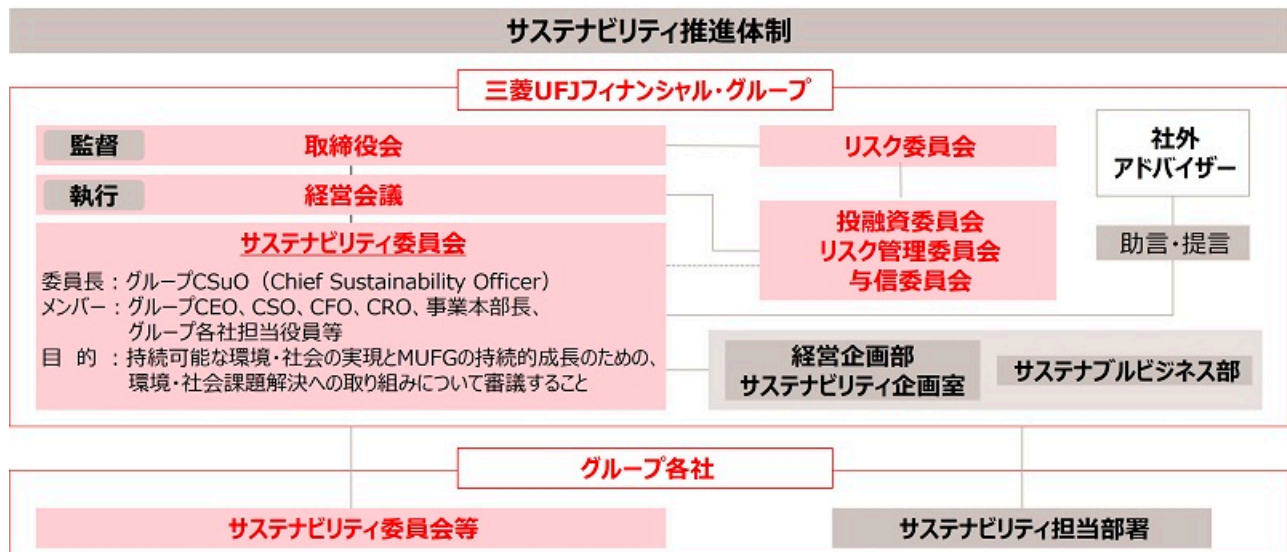 サステナビリティ推進体制
三菱UFJフィナンシャル・グループ
監督
取締役会
リスク委員会
社外
アドバイザー
執行
経営会議
投融資委員会
リスク管理委員会
与信委員会
助言・提言
サステナビリティ委員会
委員長：グループCSuO（Chief Sustainability Officer）
メンバー：グループCEO、CSO、CFO、CRO、事業本部長、
グループ各社担当役員等
目　的　：持続可能な環境・社会の実現とMUFGの持続的成長のための、
環境・社会課題解決への取り組みについて審議すること
経営企画部
サステナビリティ企画室
サステナブルビジネス部
グループ各社
サステナビリティ委員会等
サステナビリティ担当部署